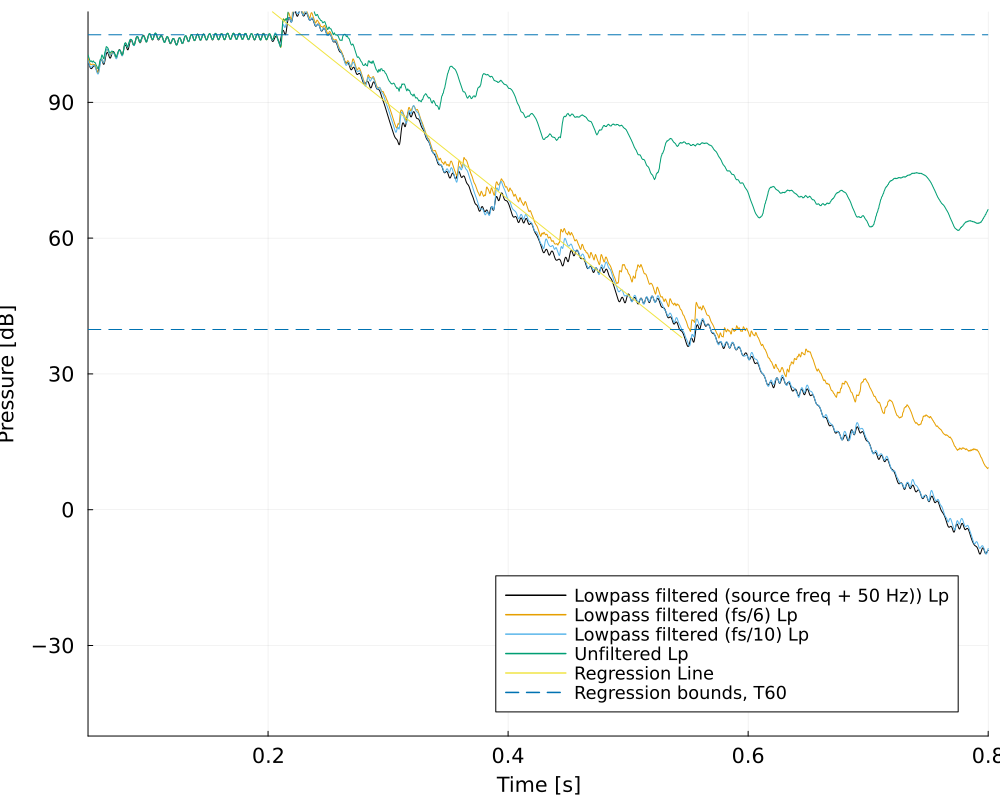 90
60
30
0
−30
Pressure [dB]
0.2
0.4
0.6
0.8
Time [s]
Lowpass filtered (source freq + 50 Hz)) Lp
Lowpass filtered (fs/6) Lp
Lowpass filtered (fs/10) Lp
Unfiltered Lp
Regression Line
Regression bounds, T60